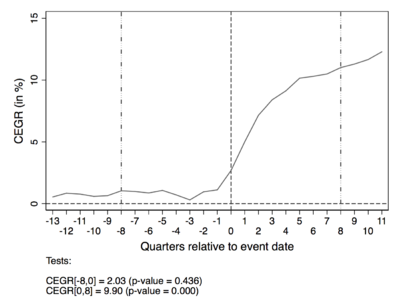 CEGR (in %)
15
10
5
0
-13 -11 -9 -7 -5 -3 -1 1 3 5 7 9 11
-12 -10 -8 -6 -4 -2 0 2 4 6 8 10
Quarters relative to event date
Tests:
CEGR[-8,0] = 2.03 (p-value = 0.436)
CEGR[0,8] = 9.90 (p-value = 0.000)